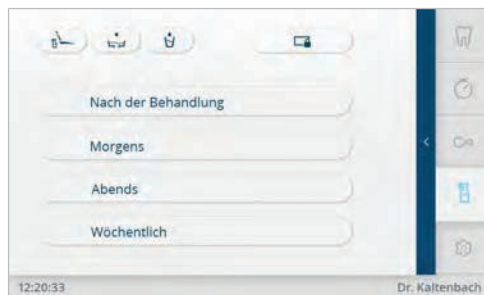 Nach der Behandlung
Morgens
Abends
Wöchentlich
12:20:33 Dr. Kaltenbach